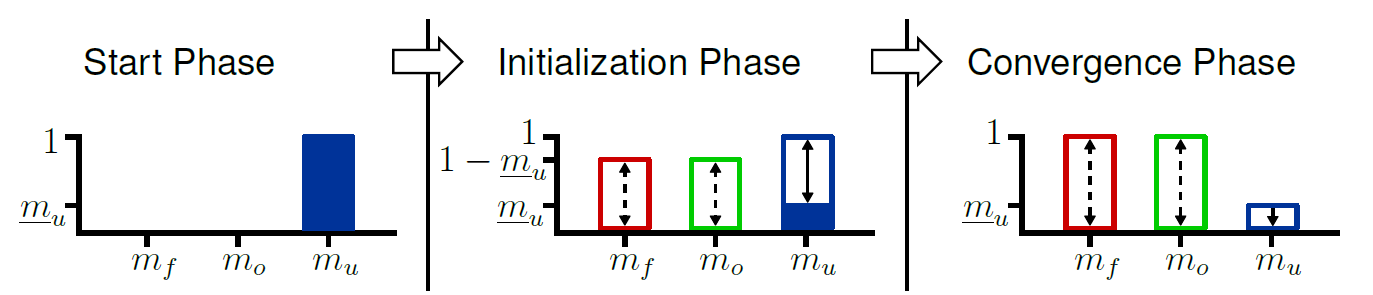 Start Phase
1
m_u
m_f m_o m_u
Initialization Phase
1
1 − m_u
m_u
m_f m_o m_u
Convergence Phase
1
m_u
m_f m_o m_u